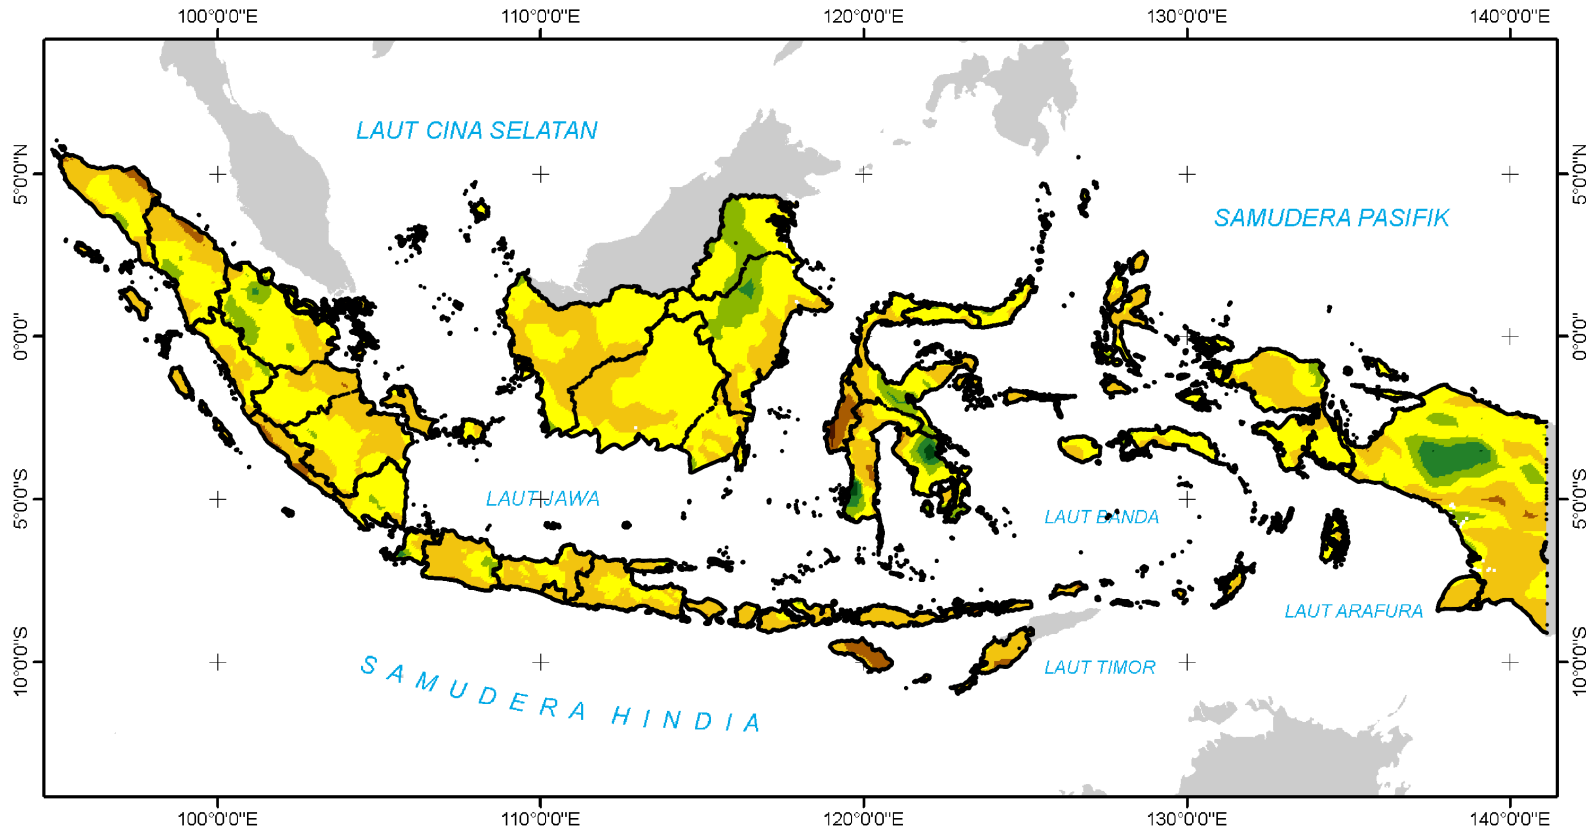 100°0'0"E 110°0'0"E 120°0'0"E 130°0'0"E 140°0'0"E
LAUT CINA SELATAN
5°0'0"N 5°0'0"N
SAMUDERA PASIFIK
0°0'0" 0°0'0"
LAUT JAWA
5°0'0"S 5°0'0"S
LAUT BANDA
LAUT ARAFURA
10°0'0"S 10°0'0"S
LAUT TIMOR
SAMUDERA HINDIA
100°0'0"E 110°0'0"E 120°0'0"E 130°0'0"E 140°0'0"E